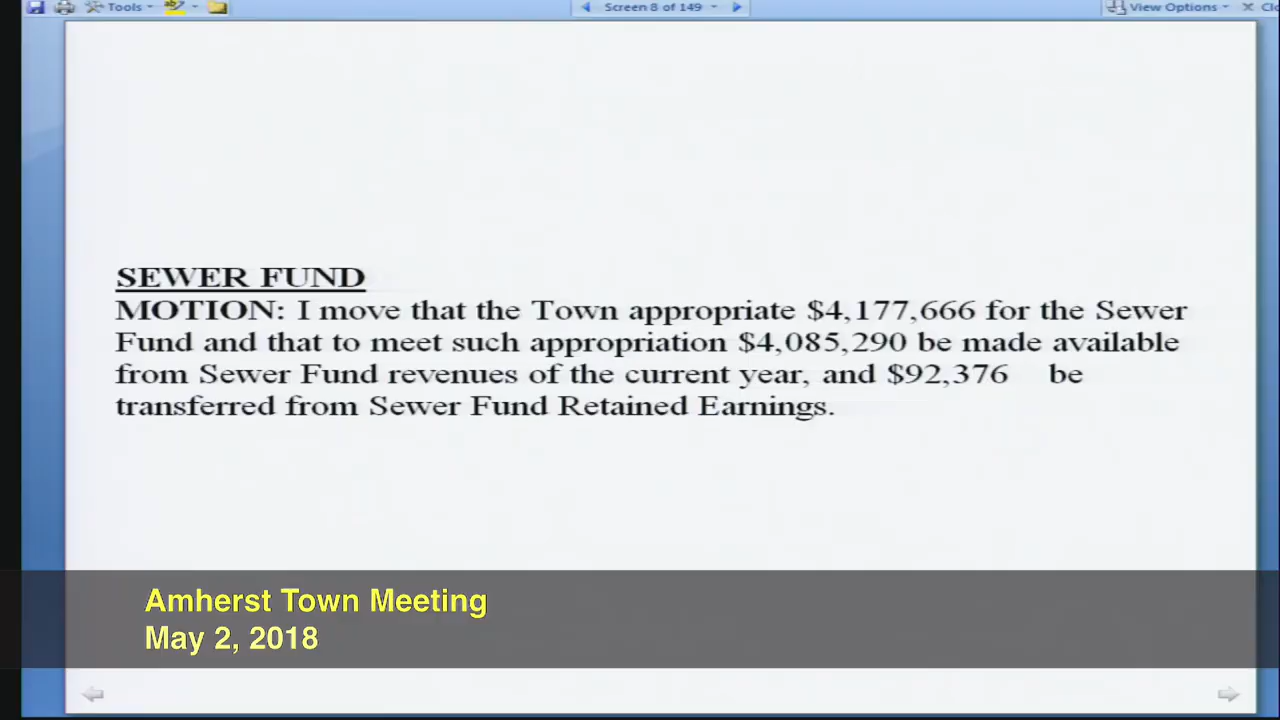 Tools
Screen 8 of 149
View Options
Clo
SEWER FUND
MOTION: I move that the Town appropriate $4,177,666 for the Sewer
Fund and that to meet such appropriation $4,085,290 be made available
from Sewer Fund revenues of the current year, and $92,376 be
transferred from Sewer Fund Retained Earnings.
Amherst Town Meeting
May 2, 2018